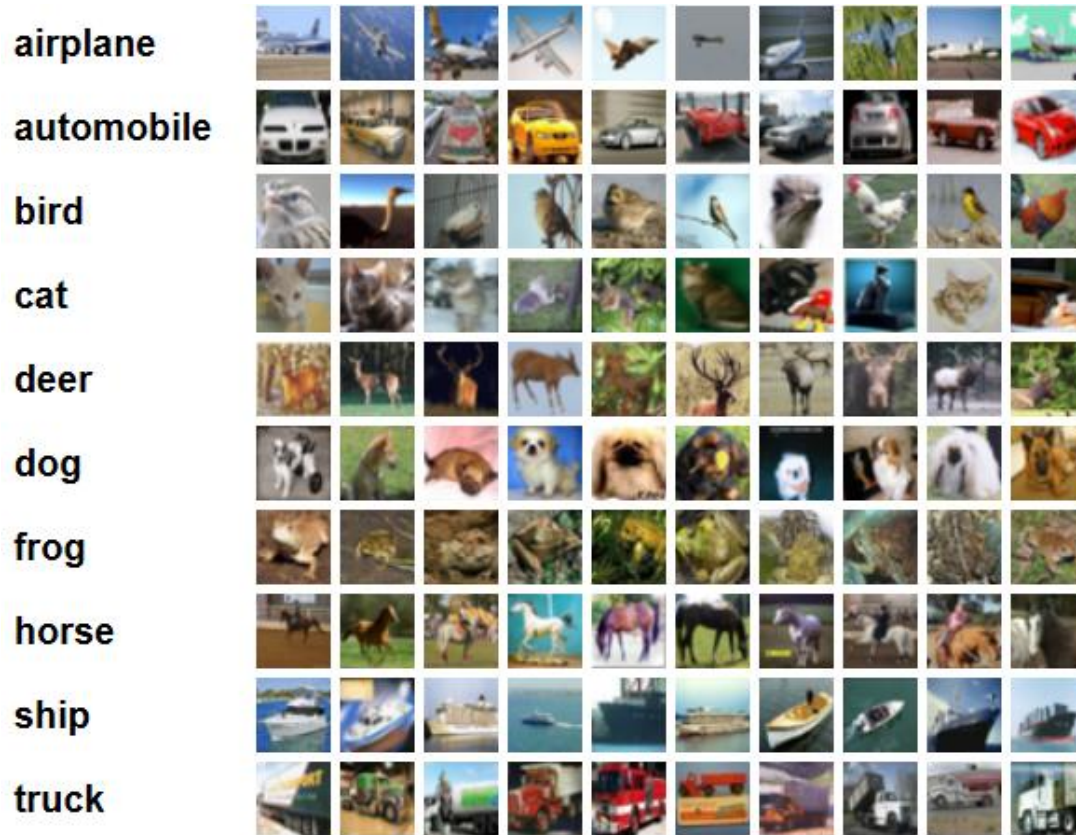 airplane
automobile
bird
cat
deer
dog
frog
horse
ship
truck